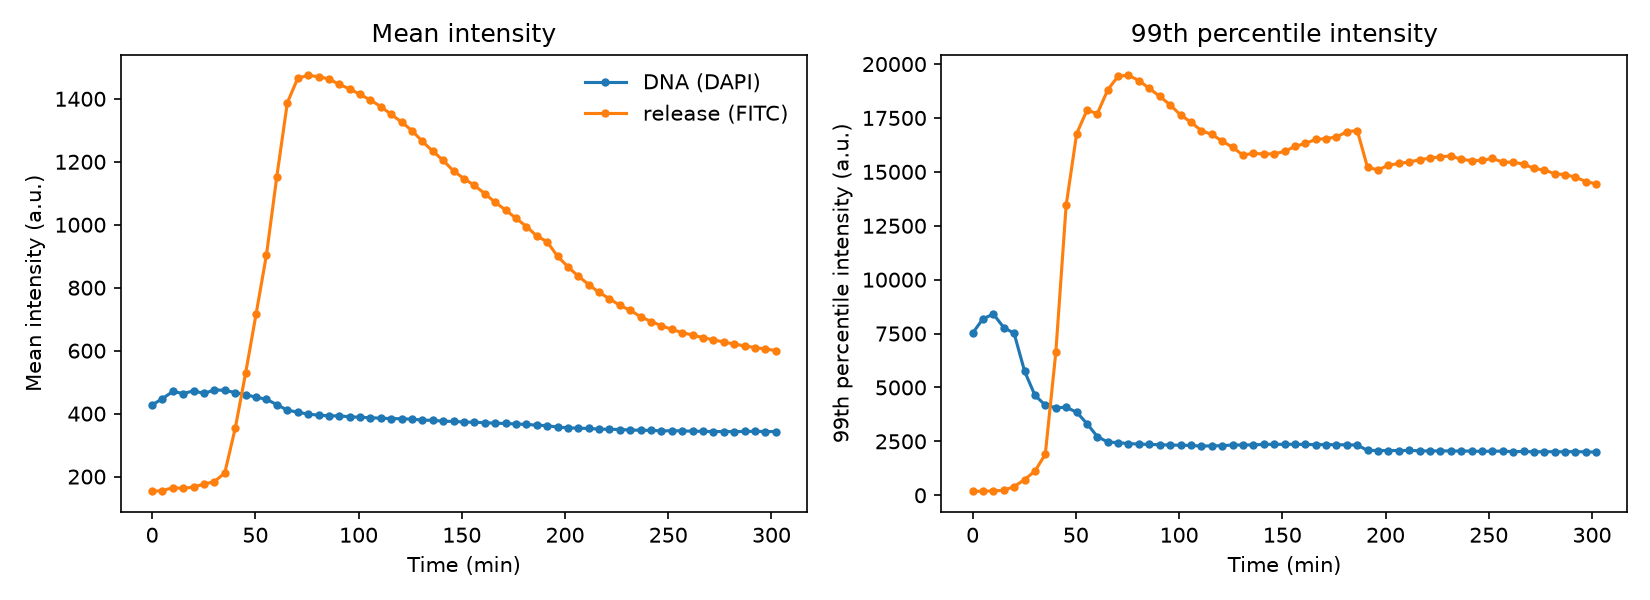 Mean intensity
1400
1200
1000
800
600
400
200
Mean intensity (a.u.)
DNA (DAPI)
release (FITC)
0 50 100 150 200 250 300
Time (min)
99th percentile intensity
20000
17500
15000
12500
10000
7500
5000
2500
0
99th percentile intensity (a.u.)
0 50 100 150 200 250 300
Time (min)